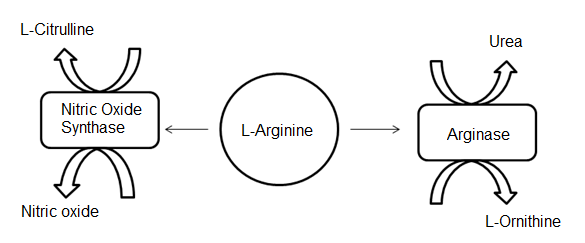 L-Citrulline
Urea
Nitric Oxide
Synthase
L-Arginine
Arginase
Nitric oxide
L-Ornithine